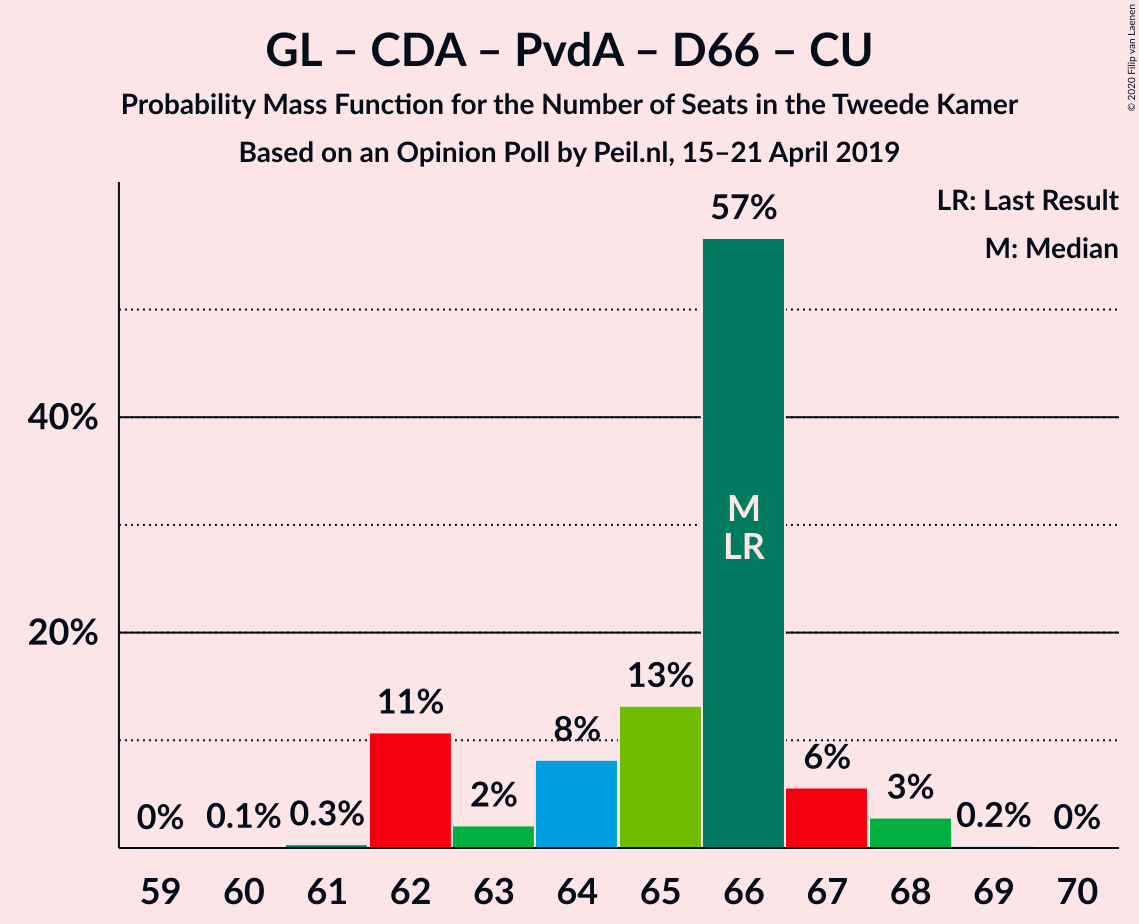 GL – CDA – PvdA – D66 – CU
Probability Mass Function for the Number of Seats in the Tweede Kamer
Based on an Opinion Poll by Peil.nl, 15–21 April 2019
© 2020 Filip van Laenen
LR: Last Result
M: Median
40%
20%
0%
0.1%
0.3%
11%
2%
8%
13%
57%
6%
3%
0.2%
0%
M
LR
59 60 61 62 63 64 65 66 67 68 69 70